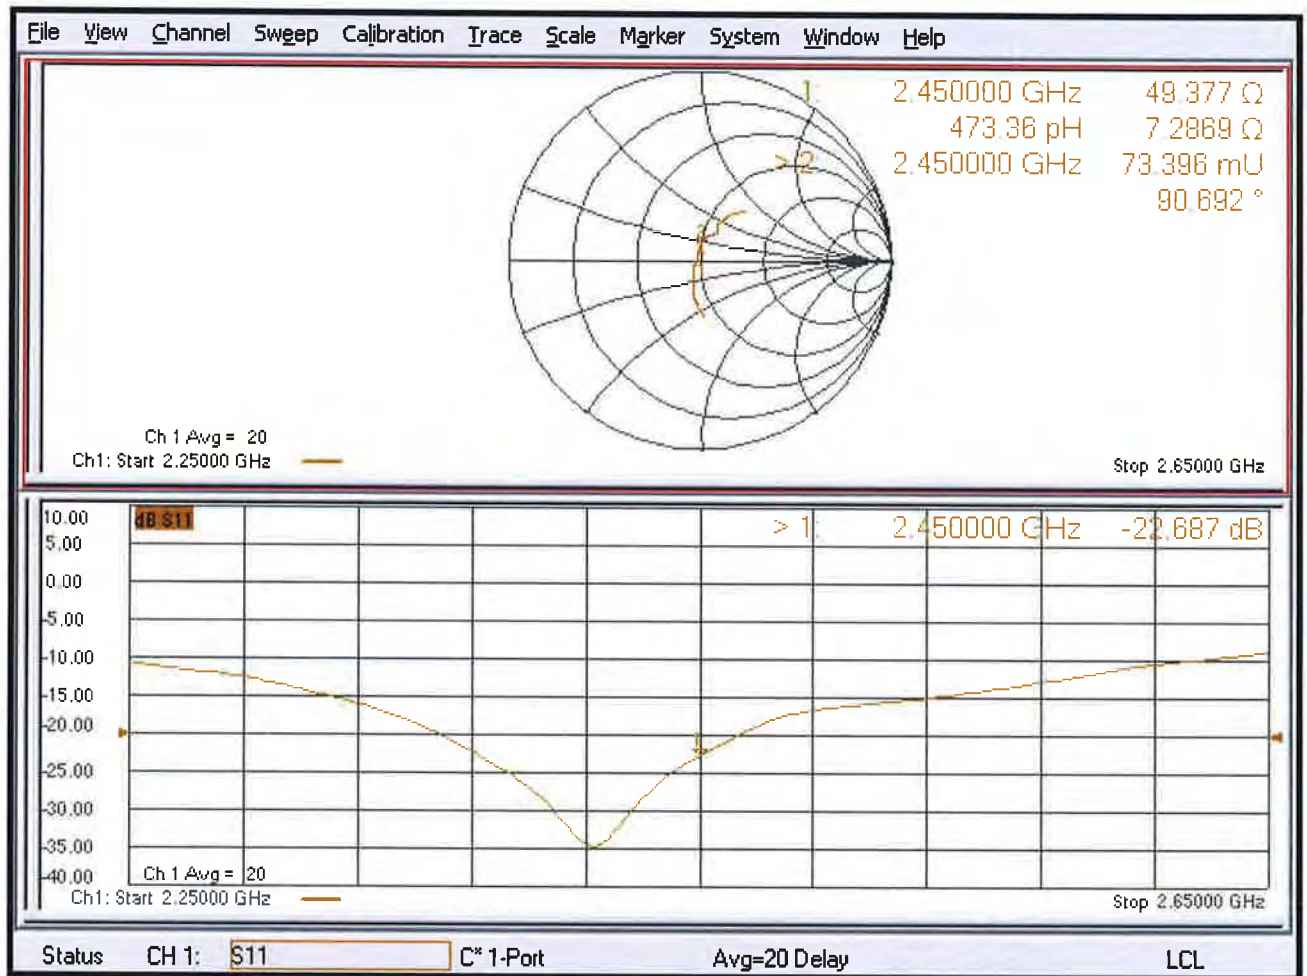 File View Channel Sweep Calibration Trace Scale Marker System Window Help
1: 2.450000 GHz 49.377 Ω
473.36 pH 7.2869 Ω
> 2: 2.450000 GHz 73.396 mU
90.692 °
Ch 1 Avg = 20
Ch1: Start 2.25000 GHz Stop 2.65000 GHz
10.00 dB S11 > 1: 2.450000 GHz -22.687 dB
5.00
0.00
-5.00
-10.00
-15.00
-20.00
1
-25.00
-30.00
-35.00
-40.00 Ch 1 Avg = 20
Ch1: Start 2.25000 GHz Stop 2.65000 GHz
Status CH 1: S11 C* 1-Port Avg=20 Delay LCL